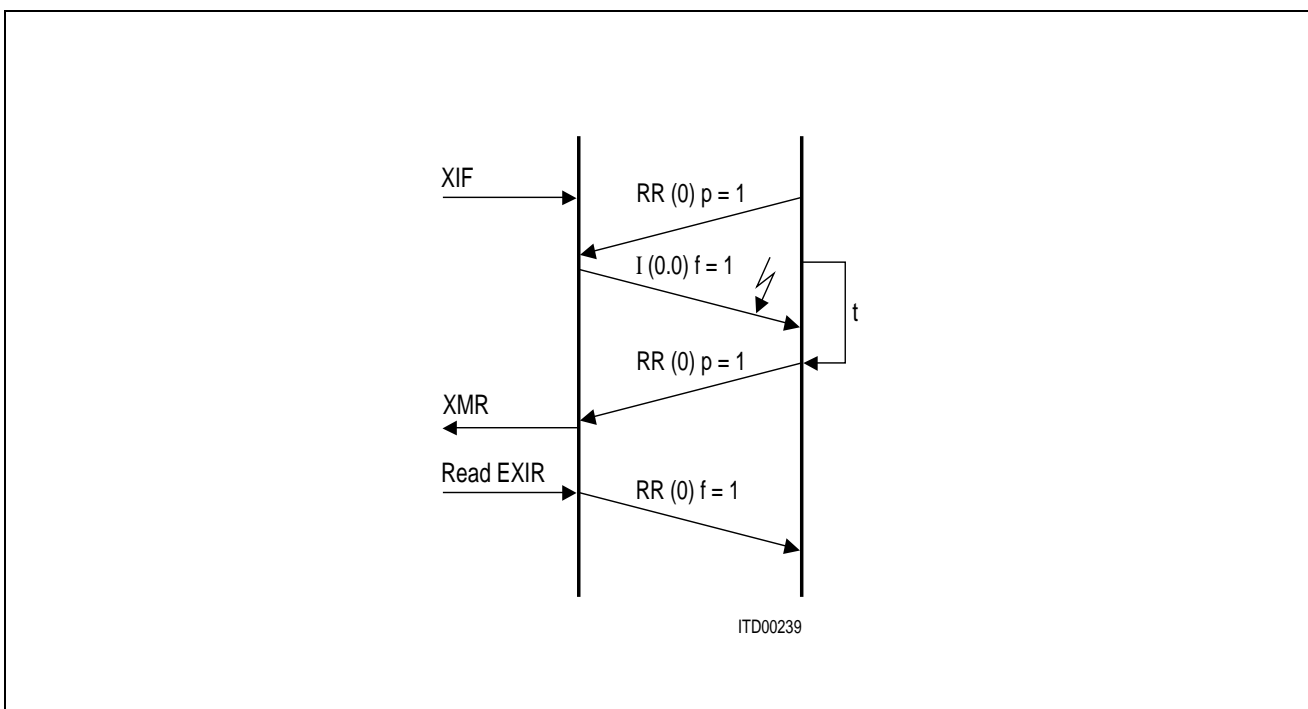 XIF
RR (0) p = 1
I (0.0) f = 1
t
RR (0) p = 1
XMR
Read EXIR
RR (0) f = 1
ITD00239